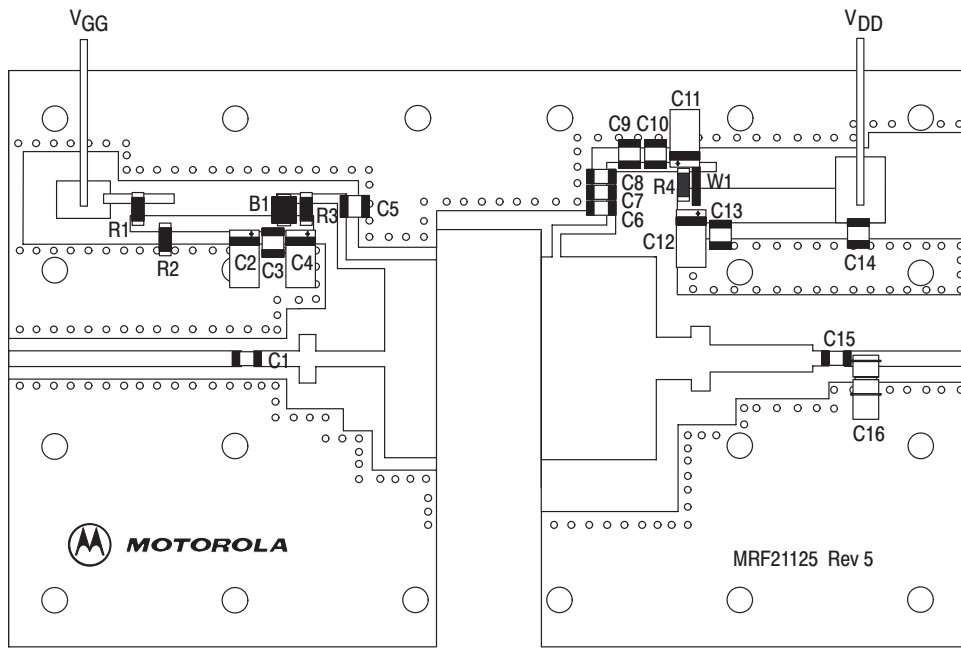 VGG
VDD
C11
C9 C10
C8
C7
C6
R4
W1
B1
R3
C5
R1
R2
C2
C3
C4
C12
C13
C14
C1
C15
C16
MOTOROLA
MRF21125 Rev 5